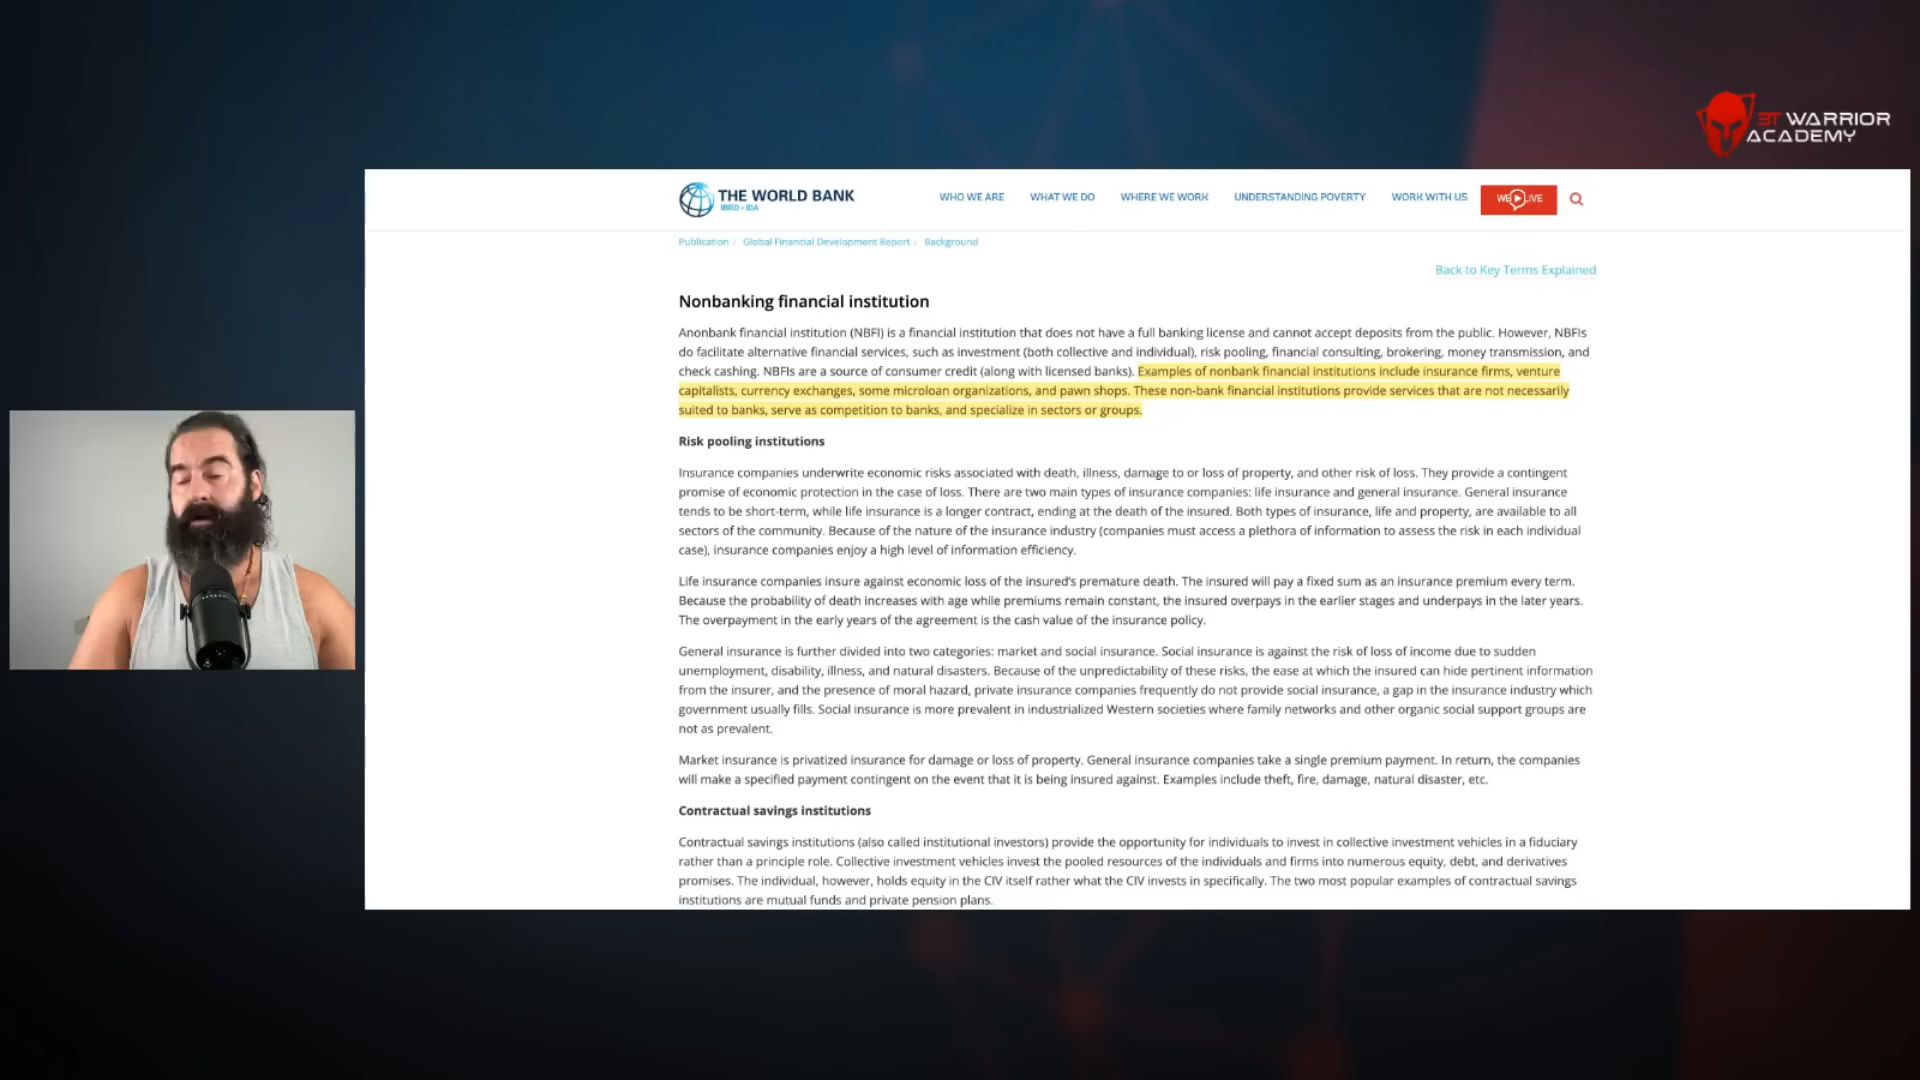 3T WARRIOR
ACADEMY
THE WORLD BANK
IBRD • IDA
WHO WE ARE
WHAT WE DO
WHERE WE WORK
UNDERSTANDING POVERTY
WORK WITH US
LIVE
Publication / Global Financial Development Report / Background
Back to Key Terms Explained
Nonbanking financial institution
Anonbank financial institution (NBFI) is a financial institution that does not have a full banking license and cannot accept deposits from the public. However, NBFIs
do facilitate alternative financial services, such as investment (both collective and individual), risk pooling, financial consulting, brokering, money transmission, and
check cashing. NBFIs are a source of consumer credit (along with licensed banks). Examples of nonbank financial institutions include insurance firms, venture
capitalists, currency exchanges, some microloan organizations, and pawn shops. These non-bank financial institutions provide services that are not necessarily
suited to banks, serve as competition to banks, and specialize in sectors or groups.
Risk pooling institutions
Insurance companies underwrite economic risks associated with death, illness, damage to or loss of property, and other risk of loss. They provide a contingent
promise of economic protection in the case of loss. There are two main types of insurance companies: life insurance and general insurance. General insurance
tends to be short-term, while life insurance is a longer contract, ending at the death of the insured. Both types of insurance, life and property, are available to all
sectors of the community. Because of the nature of the insurance industry (companies must access a plethora of information to assess the risk in each individual
case), insurance companies enjoy a high level of information efficiency.
Life insurance companies insure against economic loss of the insured's premature death. The insured will pay a fixed sum as an insurance premium every term.
Because the probability of death increases with age while premiums remain constant, the insured overpays in the earlier stages and underpays in the later years.
The overpayment in the early years of the agreement is the cash value of the insurance policy.
General insurance is further divided into two categories: market and social insurance. Social insurance is against the risk of loss of income due to sudden
unemployment, disability, illness, and natural disasters. Because of the unpredictability of these risks, the ease at which the insured can hide pertinent information
from the insurer, and the presence of moral hazard, private insurance companies frequently do not provide social insurance, a gap in the insurance industry which
government usually fills. Social insurance is more prevalent in industrialized Western societies where family networks and other organic social support groups are
not as prevalent.
Market insurance is privatized insurance for damage or loss of property. General insurance companies take a single premium payment. In return, the companies
will make a specified payment contingent on the event that it is being insured against. Examples include theft, fire, damage, natural disaster, etc.
Contractual savings institutions
Contractual savings institutions (also called institutional investors) provide the opportunity for individuals to invest in collective investment vehicles in a fiduciary
rather than a principle role. Collective investment vehicles invest the pooled resources of the individuals and firms into numerous equity, debt, and derivatives
promises. The individual, however, holds equity in the CIV itself rather what the CIV invests in specifically. The two most popular examples of contractual savings
institutions are mutual funds and private pension plans.